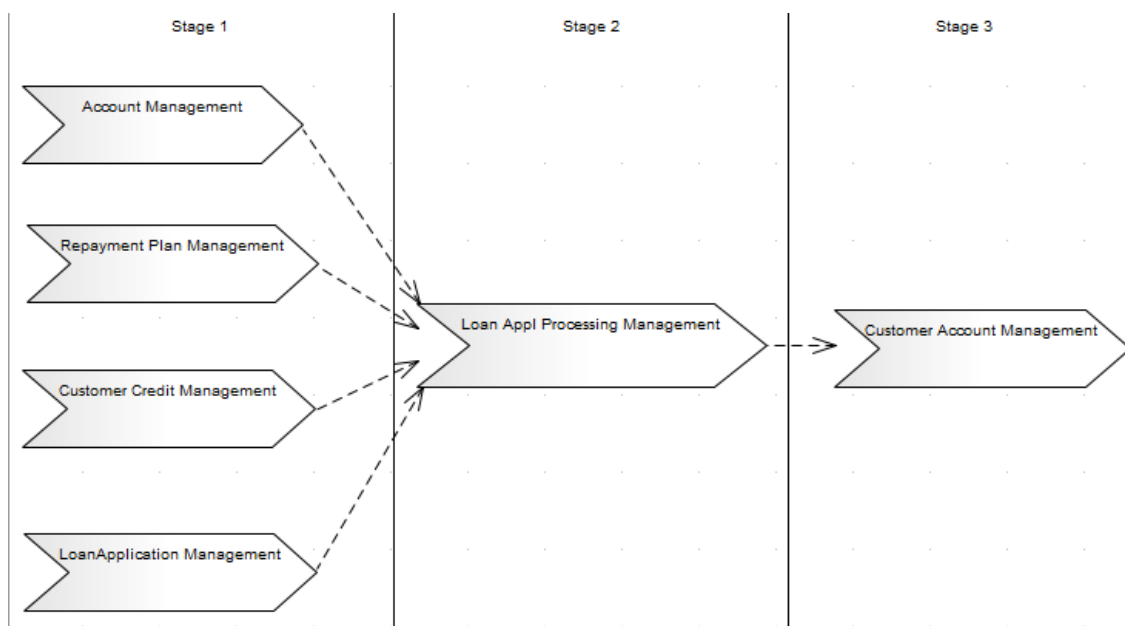 Stage 1
Stage 2
Stage 3
Account Management
Repayment Plan Management
Loan Appl Processing Management
Customer Account Management
Customer Credit Management
LoanApplication Management